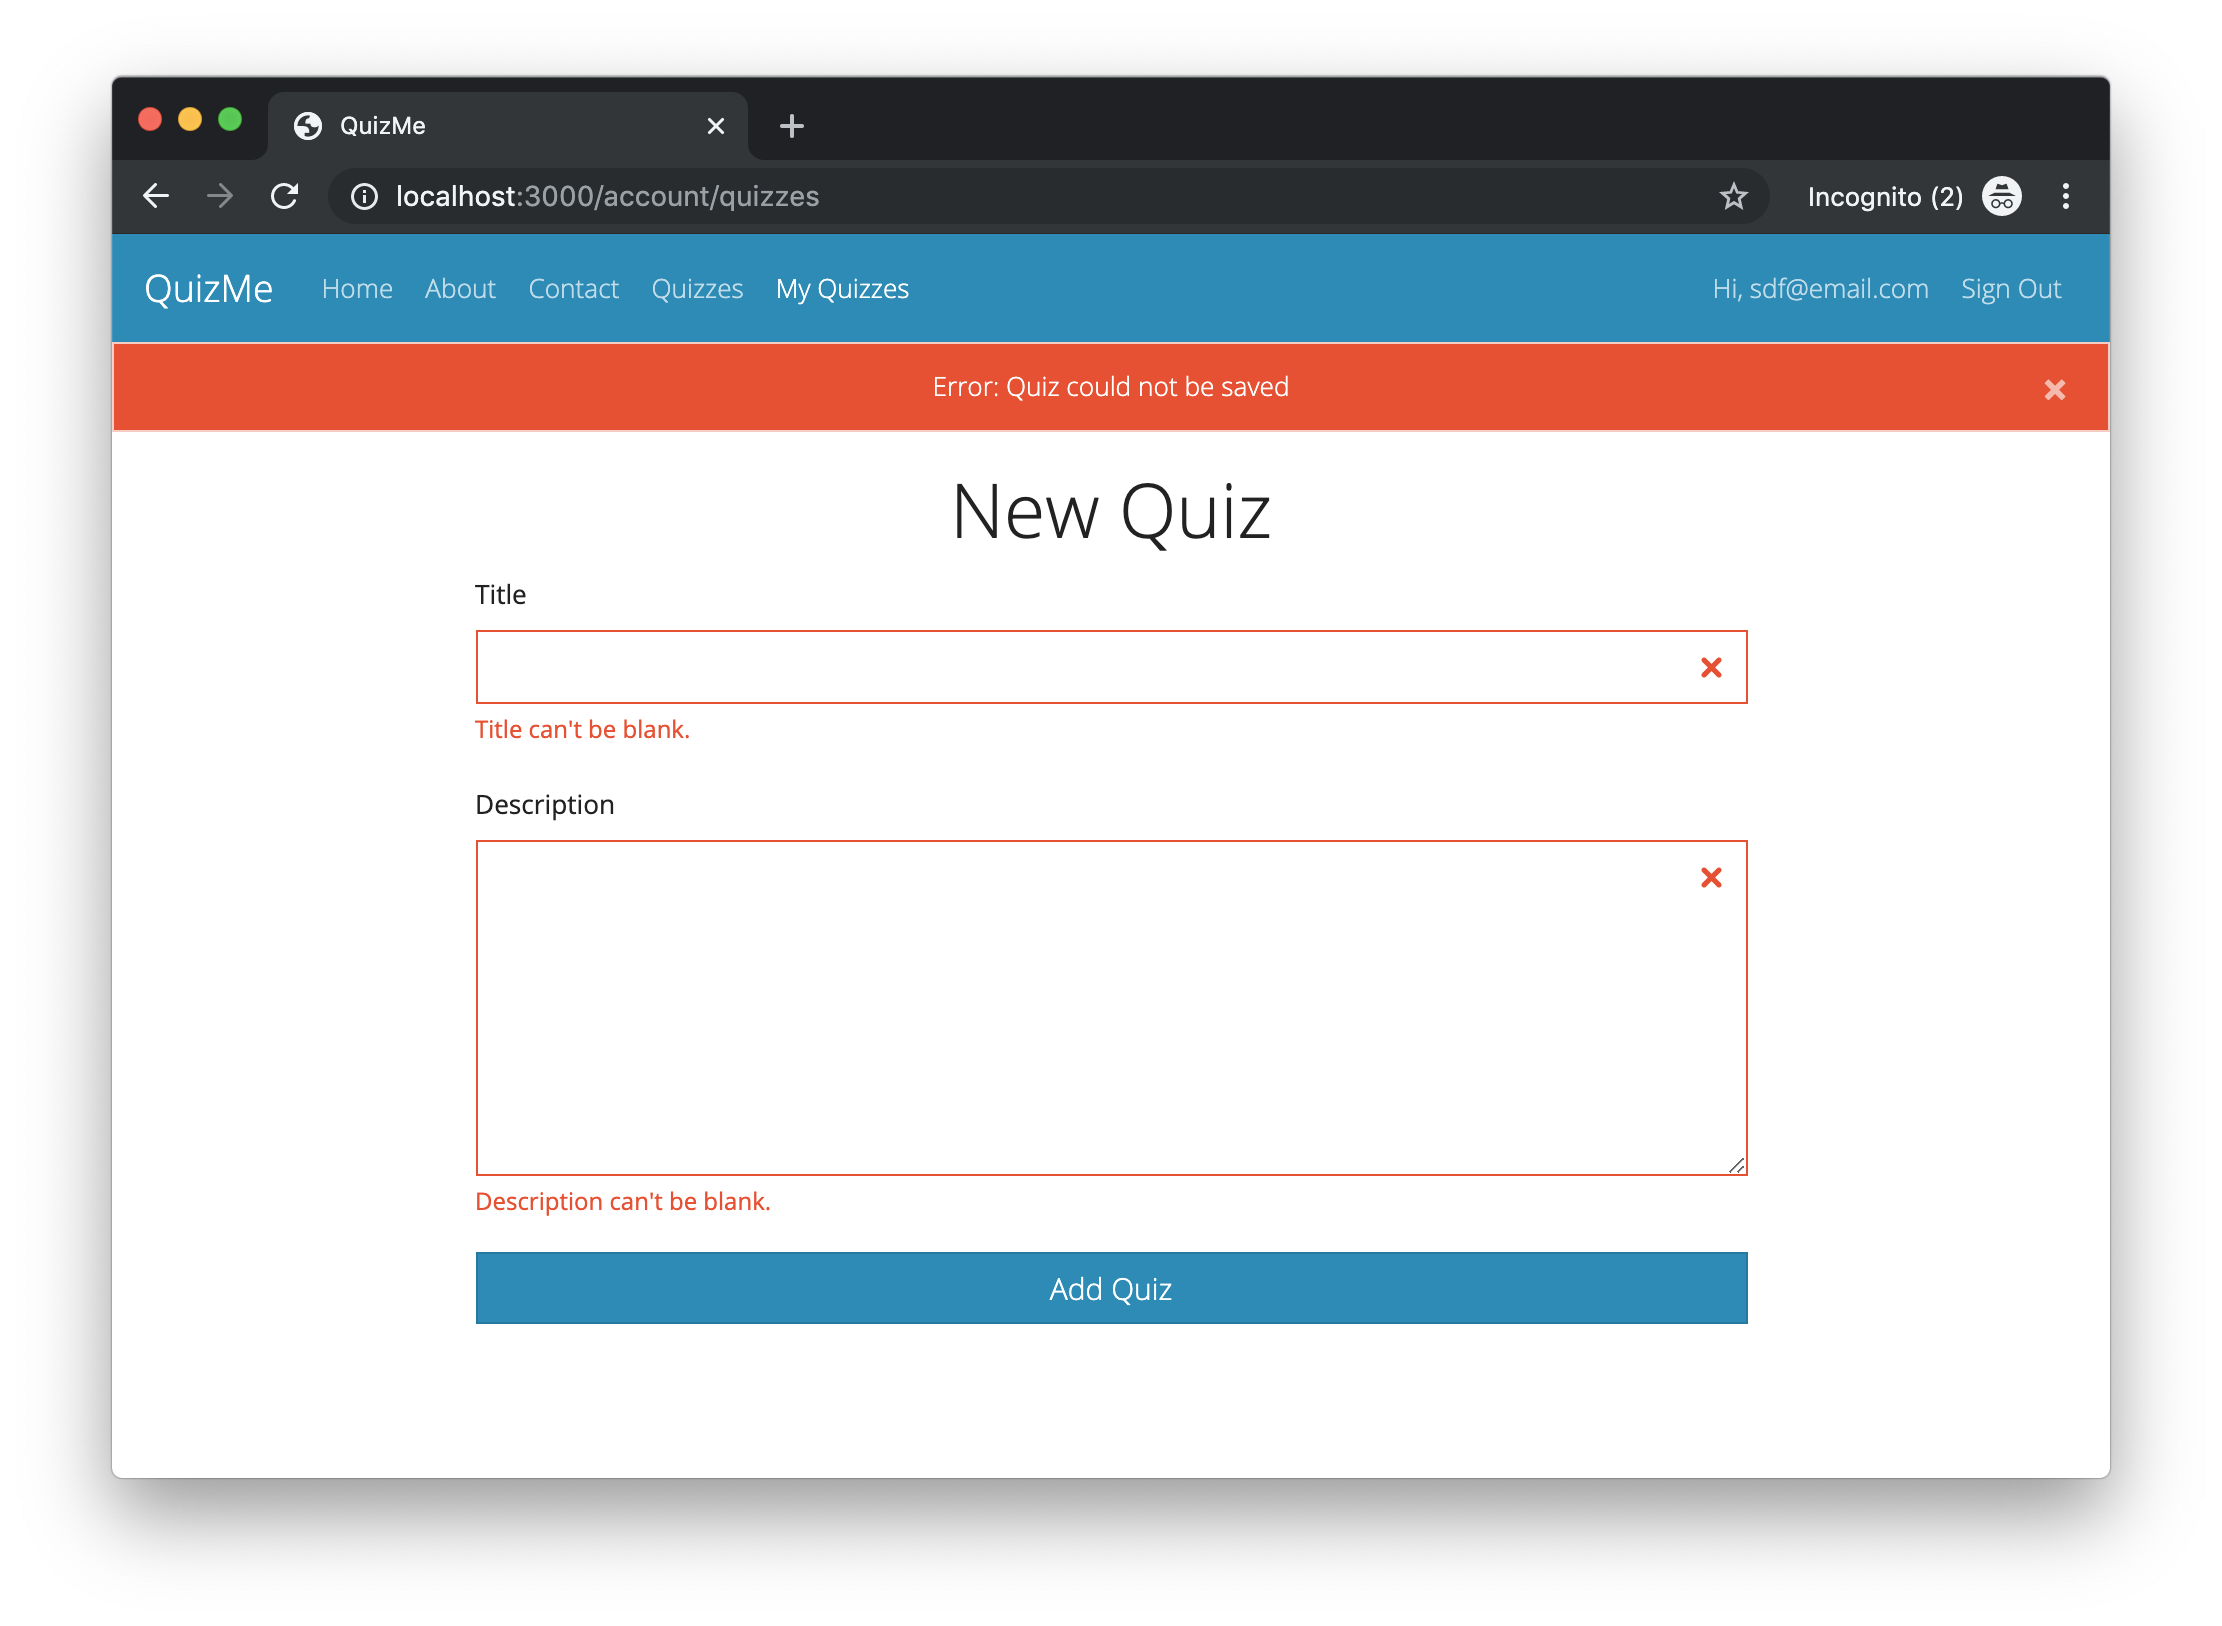 QuizMe
localhost:3000/account/quizzes
Incognito (2)
QuizMe Home About Contact Quizzes My Quizzes Hi, sdf@email.com Sign Out
Error: Quiz could not be saved
New Quiz
Title
Title can't be blank.
Description
Description can't be blank.
Add Quiz